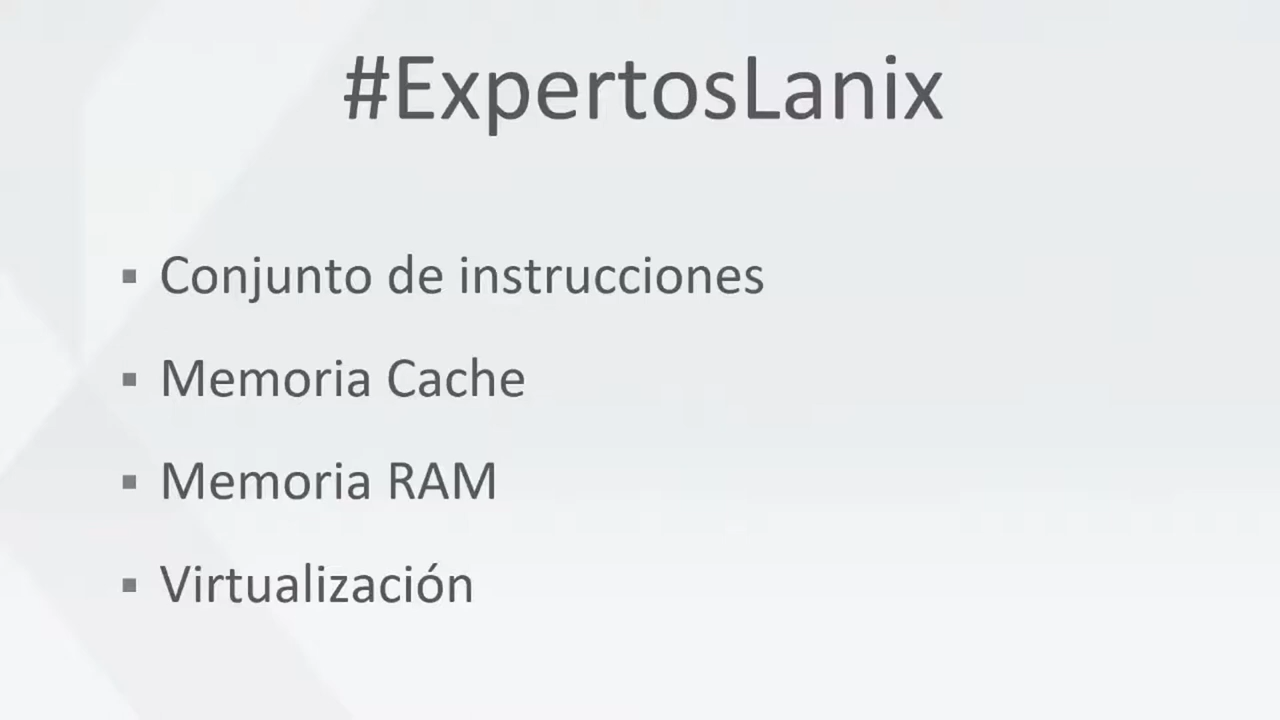 #ExpertosLanix
▪ Conjunto de instrucciones
▪ Memoria Cache
▪ Memoria RAM
▪ Virtualización